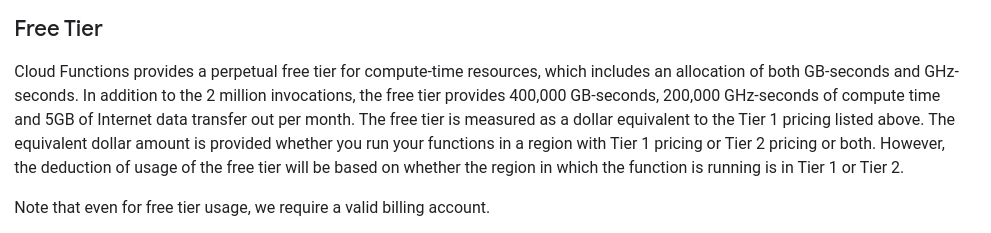 Free Tier
Cloud Functions provides a perpetual free tier for compute-time resources, which includes an allocation of both GB-seconds and GHz-
seconds. In addition to the 2 million invocations, the free tier provides 400,000 GB-seconds, 200,000 GHz-seconds of compute time
and 5GB of Internet data transfer out per month. The free tier is measured as a dollar equivalent to the Tier 1 pricing listed above. The
equivalent dollar amount is provided whether you run your functions in a region with Tier 1 pricing or Tier 2 pricing or both. However,
the deduction of usage of the free tier will be based on whether the region in which the function is running is in Tier 1 or Tier 2.
Note that even for free tier usage, we require a valid billing account.